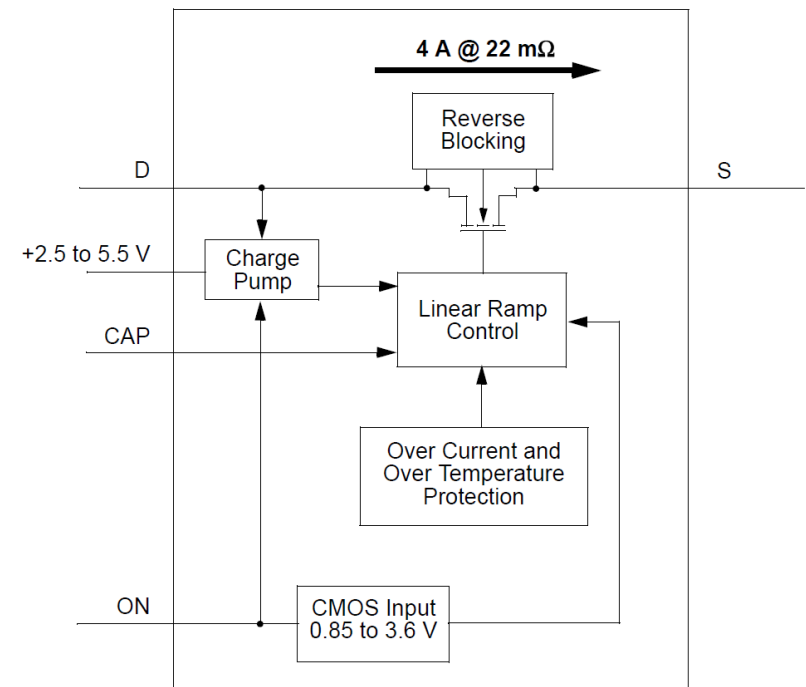 4 A @ 22 mΩ
Reverse
Blocking
D
S
+2.5 to 5.5 V
Charge
Pump
Linear Ramp
Control
CAP
Over Current and
Over Temperature
Protection
ON
CMOS Input
0.85 to 3.6 V